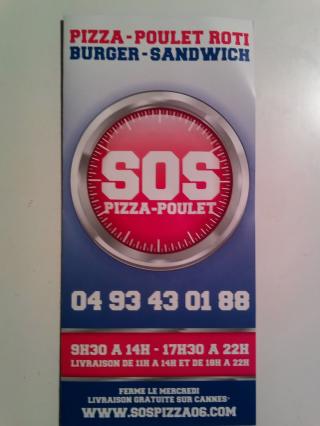 PIZZA-POULET ROTI
BURGER-SANDWICH
SOS
PIZZA-POULET
04 93 43 01 88
9H30 A 14H - 17H30 A 22H
LIVRAISON DE 11H A 14H ET DE 18H A 22H
FERME LE MERCREDI
LIVRAISON GRATUITE SUR CANNES*
WWW.SOSPIZZA06.COM